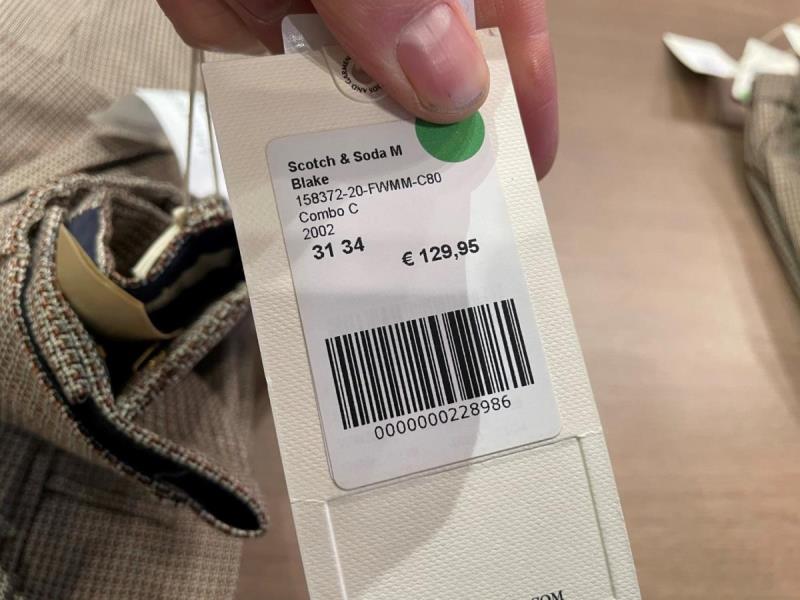 Scotch & Soda M
Blake
158372-20-FWMM-C80
Combo C
2002
31 34
€ 129,95
0000000228986